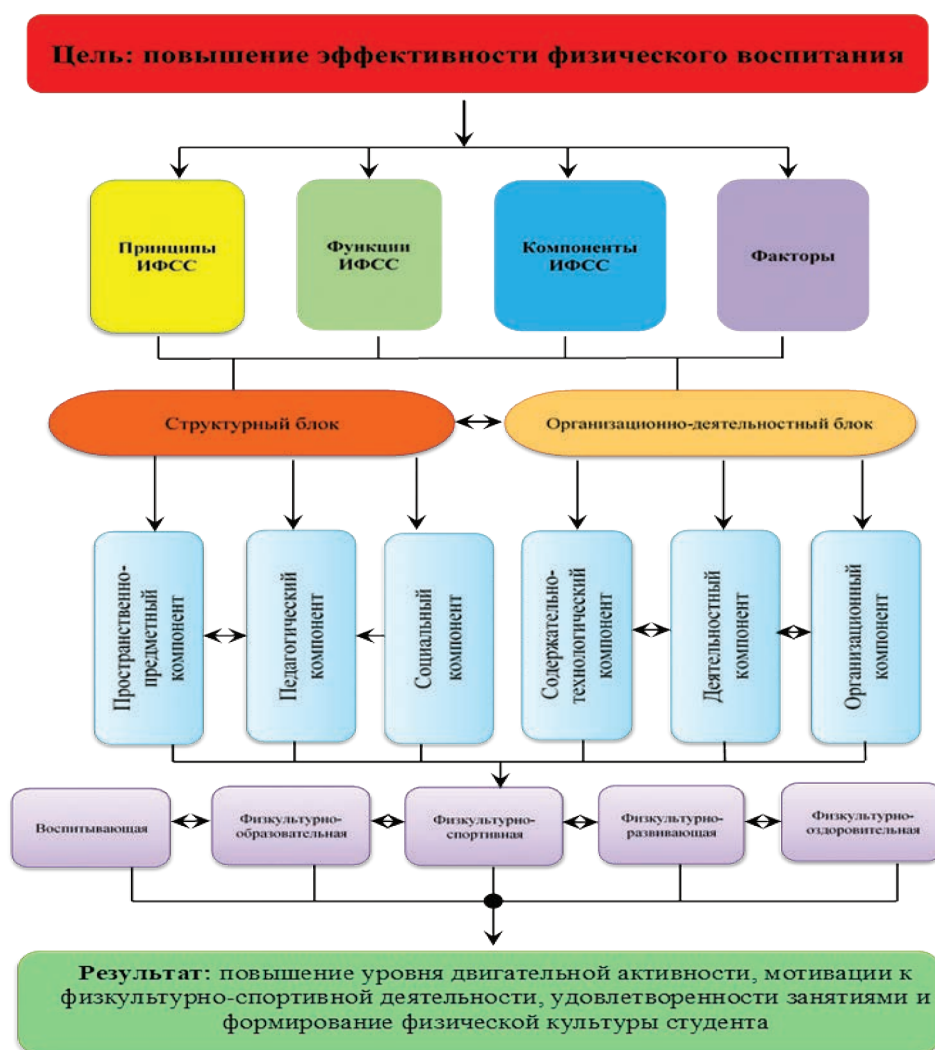 Цель: повышение эффективности физического воспитания
Принципы
ИФСС
Функции
ИФСС
Компоненты
ИФСС
Факторы
Структурный блок
Организационно-деятельностный блок
Пространственно-
предметный
компонент
Педагогический
компонент
Социальный
компонент
Содержательно-
технологический
компонент
Деятельностный
компонент
Организационный
компонент
Воспитывающая
Физкультурно-
образовательная
Физкультурно-
спортивная
Физкультурно-
развивающая
Физкультурно-
оздоровительная
Результат: повышение уровня двигательной активности, мотивации к
физкультурно-спортивной деятельности, удовлетворенности занятиями и
формирование физической культуры студента